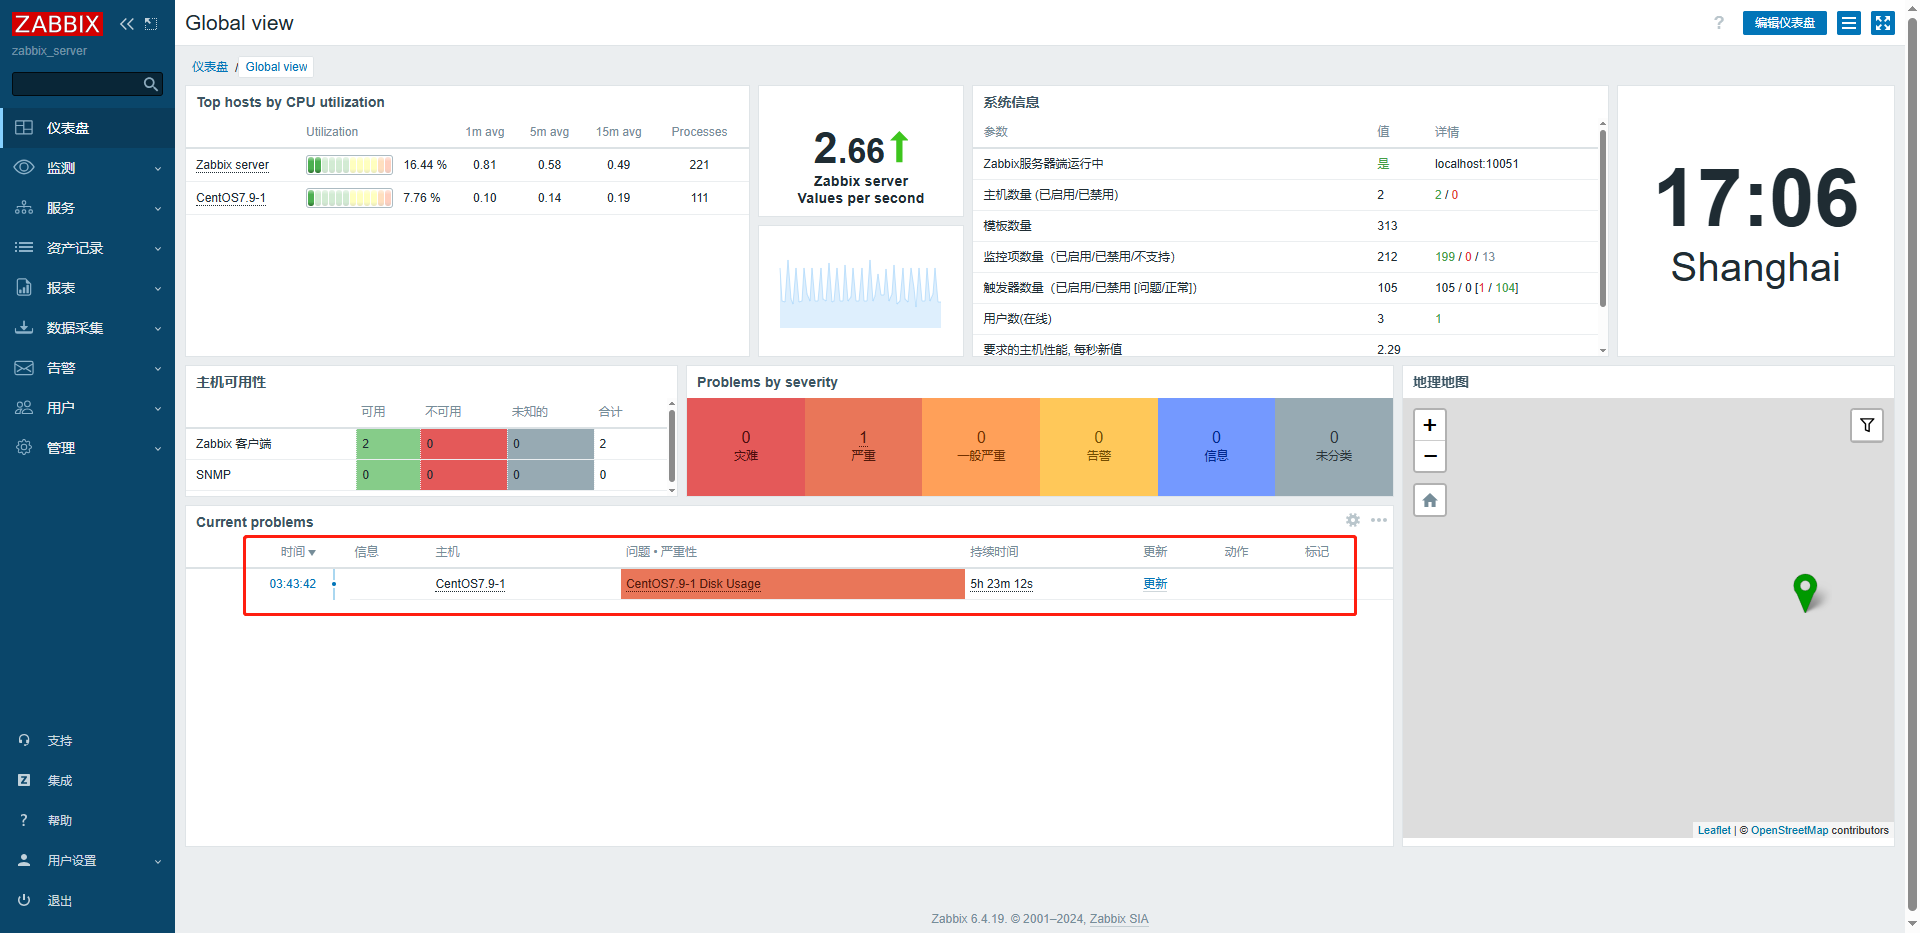 ZABBIX
zabbix_server
仪表盘
监测
服务
资产记录
报表
数据采集
告警
用户
管理
支持
集成
帮助
用户设置
退出
Global view
? 编辑仪表盘
仪表盘 / Global view
Top hosts by CPU utilization
Utilization 1m avg 5m avg 15m avg Processes
Zabbix server 16.44 % 0.81 0.58 0.49 221
CentOS7.9-1 7.76 % 0.10 0.14 0.19 111
2.66
Zabbix server
Values per second
系统信息
参数 值 详情
Zabbix服务器端运行中 是 localhost:10051
主机数量 (已启用/已禁用) 2 2 / 0
模板数量 313
监控项数量（已启用/已禁用/不支持） 212 199 / 0 / 13
触发器数量（已启用/已禁用 [问题/正常]） 105 105 / 0 [1 / 104]
用户数(在线) 3 1
要求的主机性能, 每秒新值 2.29
17:06
Shanghai
主机可用性
可用 不可用 未知的 合计
Zabbix 客户端 2 0 0 2
SNMP 0 0 0 0
Problems by severity
0 1 0 0 0 0
灾难 严重 一般严重 告警 信息 未分类
地理地图
+
−
Leaflet | © OpenStreetMap contributors
Current problems
时间 信息 主机 问题 • 严重性 持续时间 更新 动作 标记
03:43:42 CentOS7.9-1 CentOS7.9-1 Disk Usage 5h 23m 12s 更新
Zabbix 6.4.19. © 2001–2024, Zabbix SIA